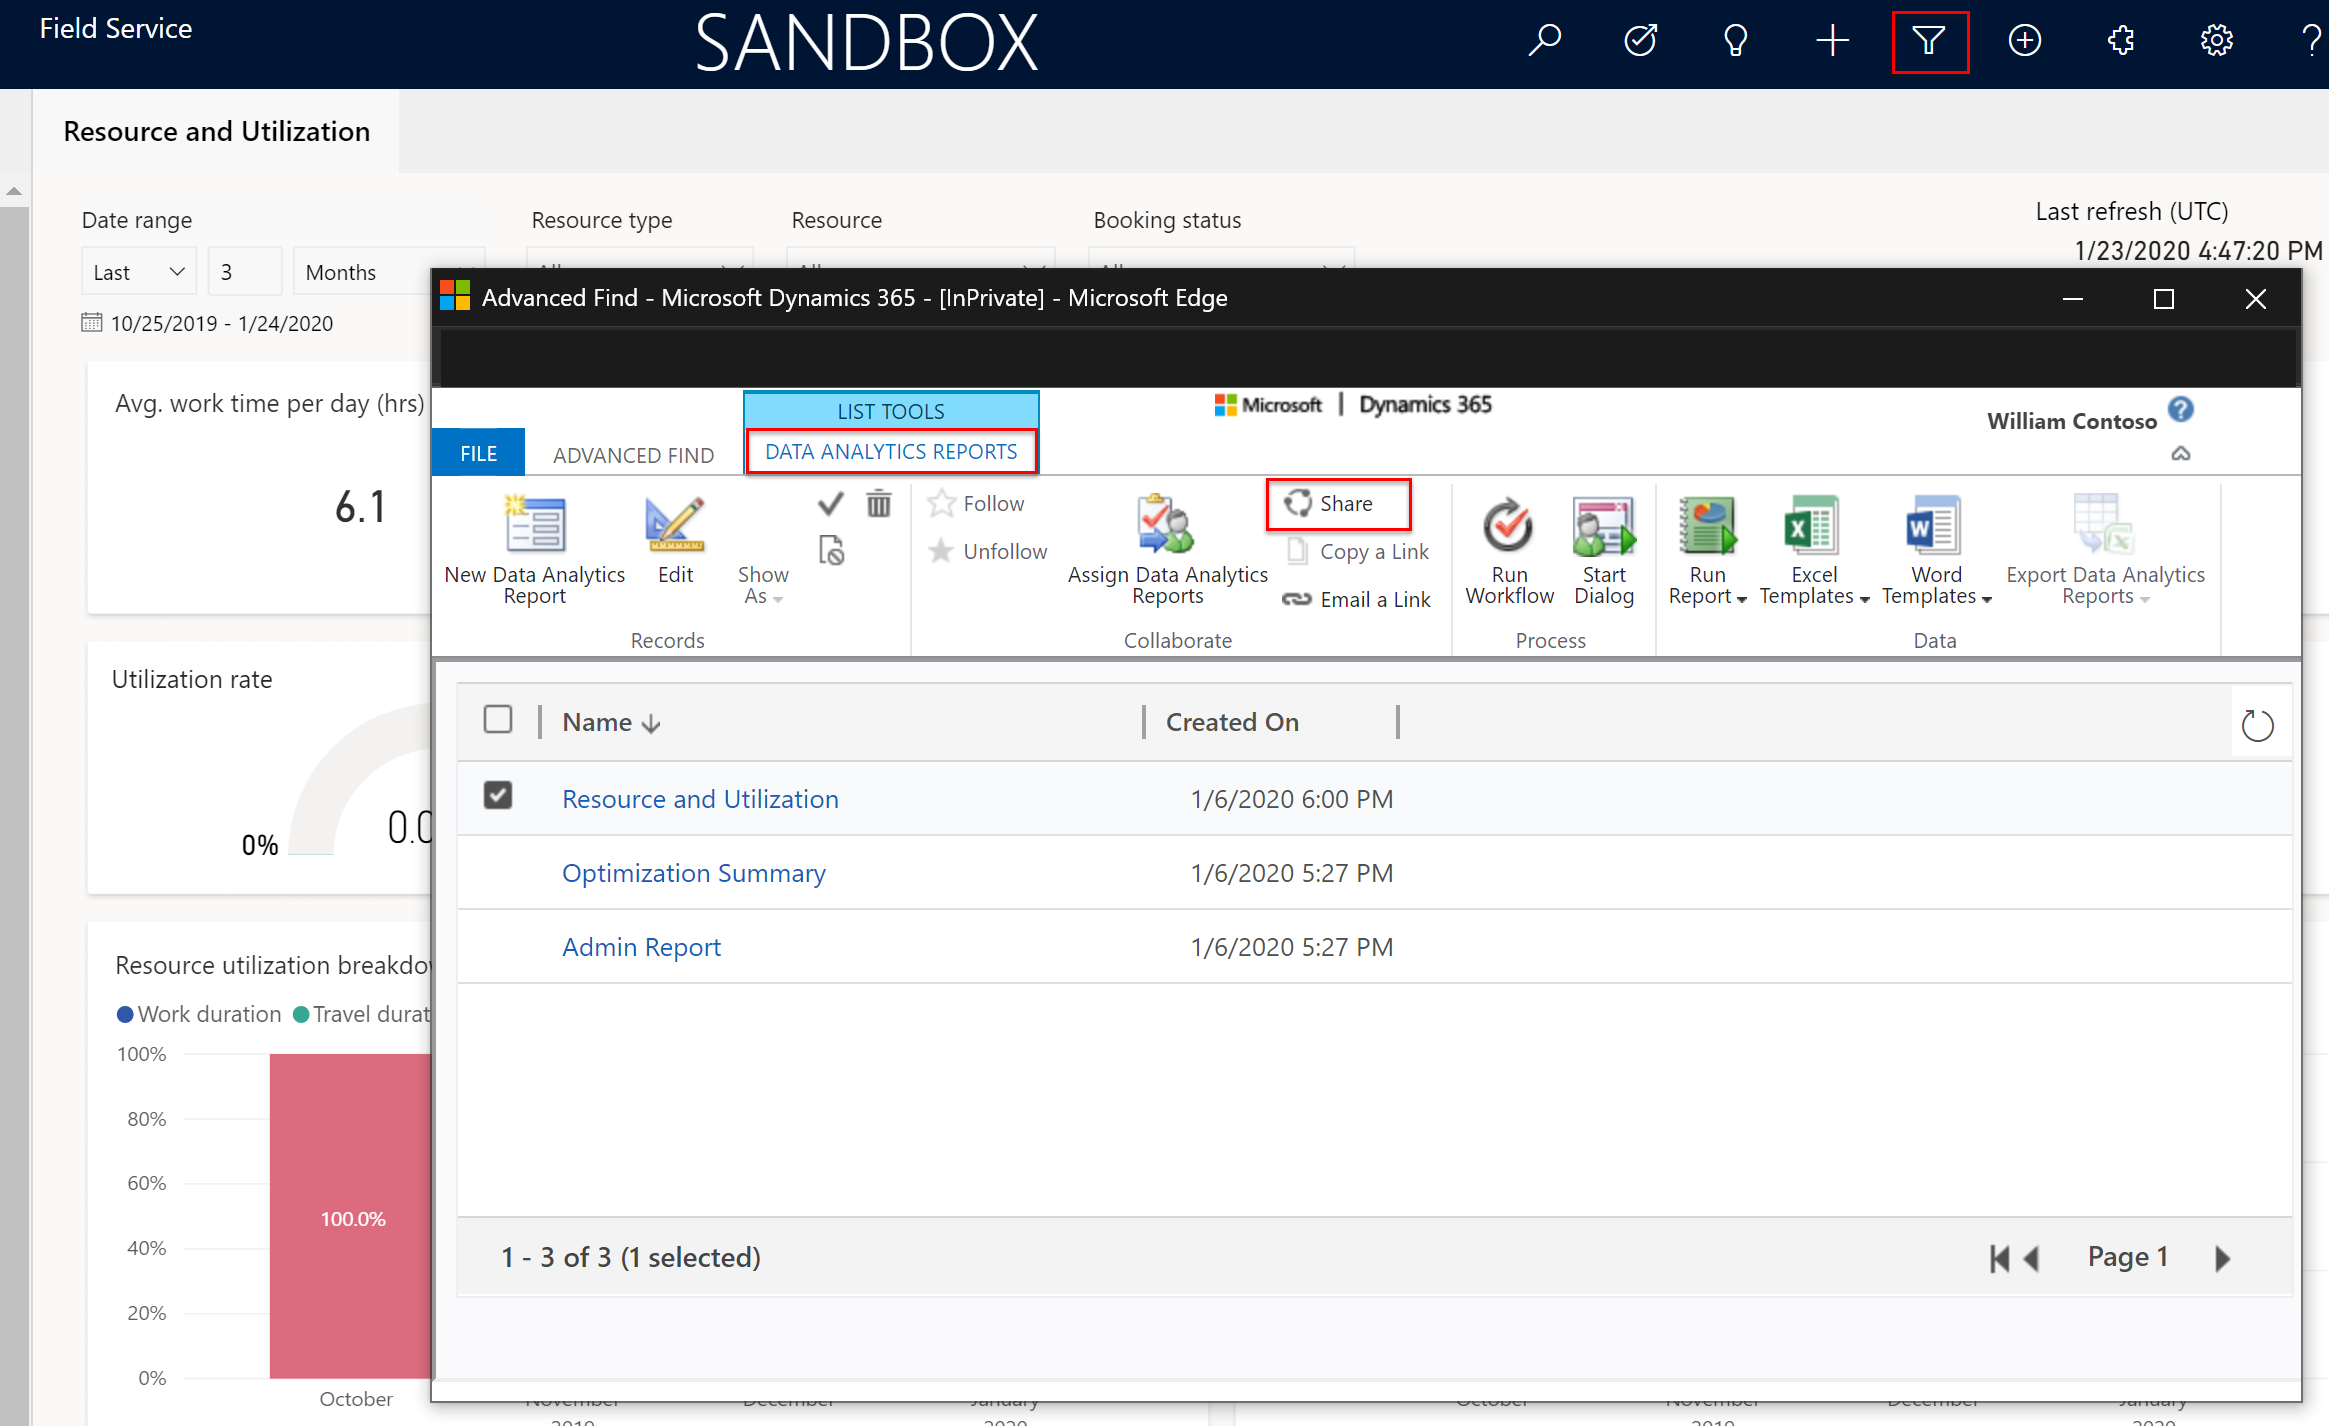 Field Service
SANDBOX
Resource and Utilization
Date range
Resource type
Resource
Booking status
Last refresh (UTC)
1/23/2020 4:47:20 PM
Last
3
Months
10/25/2019 - 1/24/2020
Avg. work time per day (hrs)
6.1
Utilization rate
0%
0.0
Resource utilization breakdow
Work duration
Travel durat
100%
80%
60%
40%
20%
0%
100.0%
October
Advanced Find - Microsoft Dynamics 365 - [InPrivate] - Microsoft Edge
Microsoft | Dynamics 365
William Contoso
FILE
ADVANCED FIND
LIST TOOLS
DATA ANALYTICS REPORTS
New Data Analytics
Report
Edit
Show
As
Records
Follow
Unfollow
Assign Data Analytics
Reports
Share
Copy a Link
Email a Link
Collaborate
Run
Workflow
Start
Dialog
Process
Run
Report
Excel
Templates
Word
Templates
Export Data Analytics
Reports
Data
Name
Created On
Resource and Utilization
1/6/2020 6:00 PM
Optimization Summary
1/6/2020 5:27 PM
Admin Report
1/6/2020 5:27 PM
1 - 3 of 3 (1 selected)
Page 1